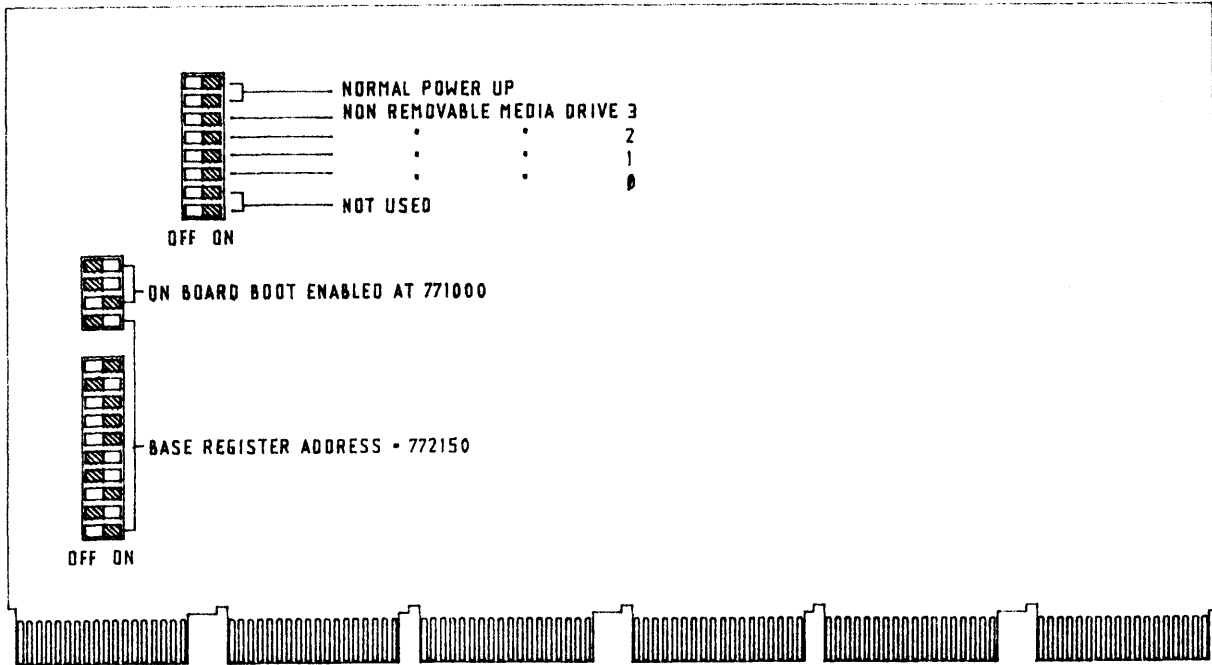 NORMAL POWER UP
NON REMOVABLE MEDIA DRIVE 3
" " 2
" " 1
" " 0
NOT USED
OFF ON
ON BOARD BOOT ENABLED AT 771000
BASE REGISTER ADDRESS - 772150
OFF ON